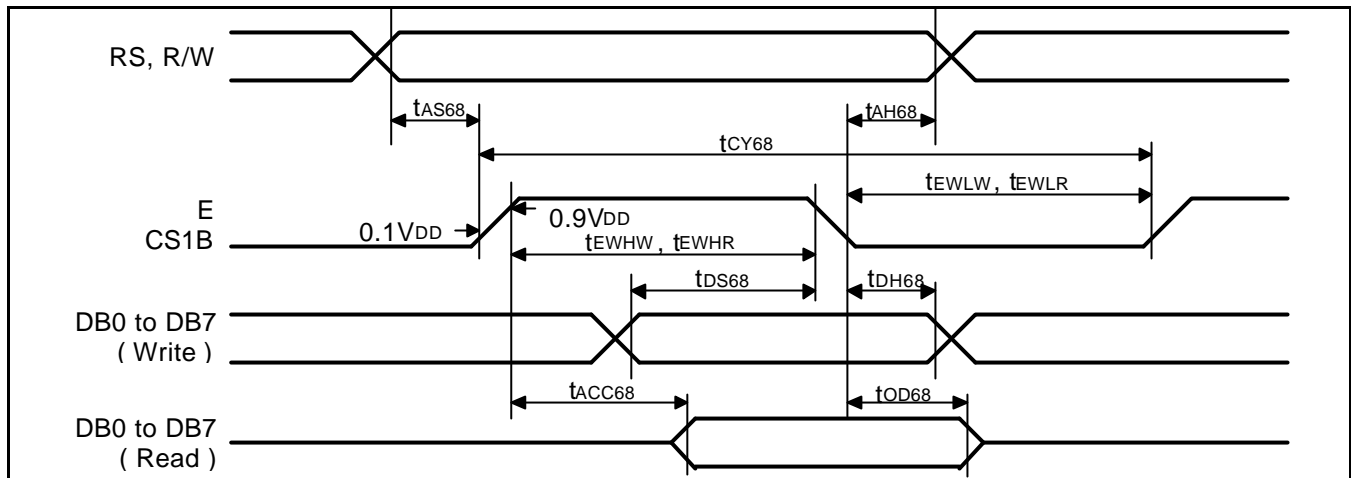 RS, R/W
tAS68
tAH68
tCY68
tEWLW, tEWLR
E
CS1B
0.1VDD
0.9VDD
tEWHW, tEWHR
tDS68
tDH68
DB0 to DB7
( Write )
tACC68
tOD68
DB0 to DB7
( Read )